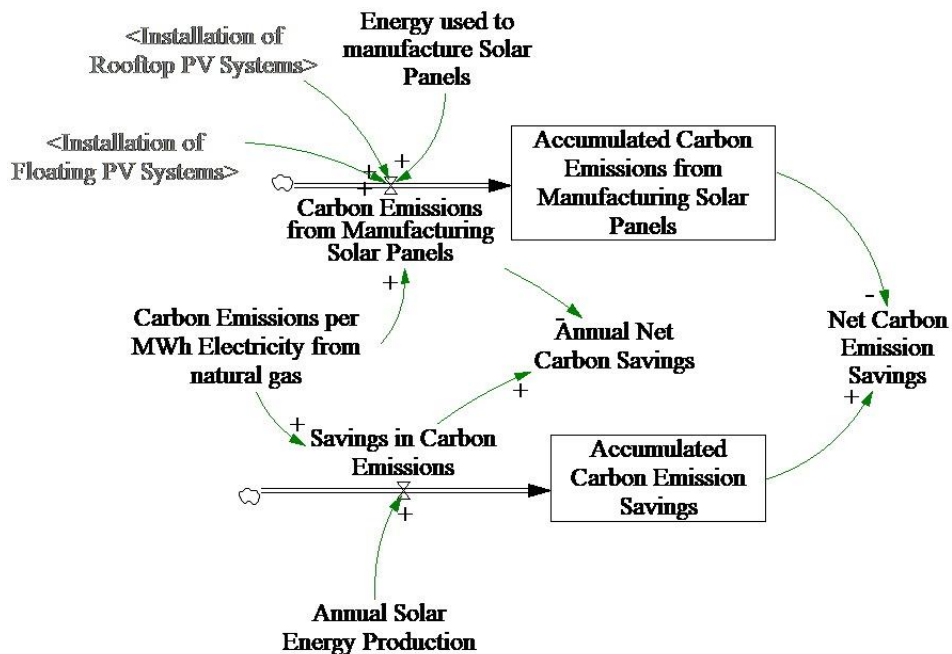 <Installation of
Rooftop PV Systems>
Energy used to
manufacture Solar
Panels
<Installation of
Floating PV Systems>
+
+
+
Accumulated Carbon
Emissions from
Manufacturing Solar
Panels
Carbon Emissions
from Manufacturing
Solar Panels
+
Carbon Emissions per
MWh Electricity from
natural gas
-
Annual Net
Carbon Savings
+
-
Net Carbon
Emission
Savings
+
+
Savings in Carbon
Emissions
Accumulated
Carbon Emission
Savings
+
Annual Solar
Energy Production